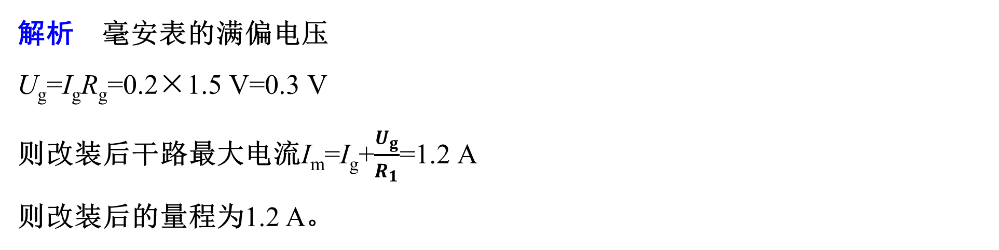 解析 毫安表的满偏电压
Ug=IgRg=0.2×1.5 V=0.3 V
则改装后干路最大电流Im=Ig+Ug/R1=1.2 A
则改装后的量程为1.2 A。